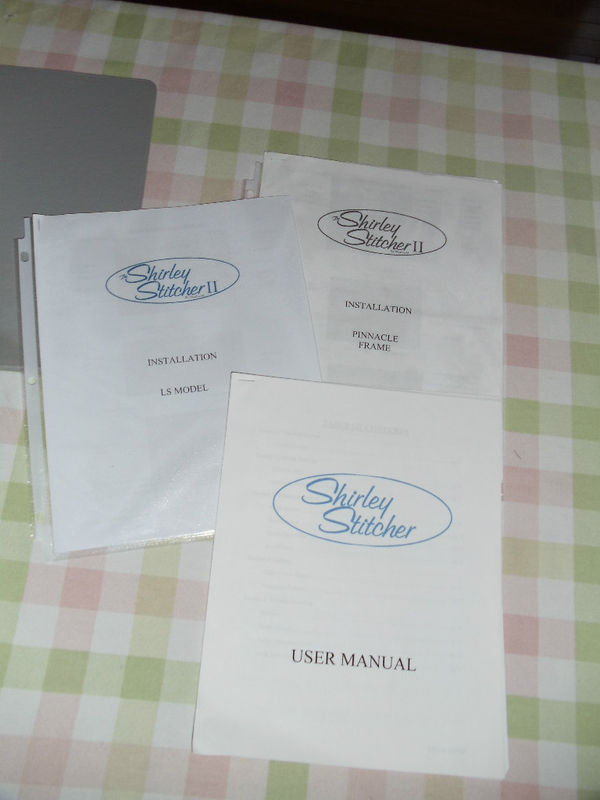 The
Shirley
Stitcher II
INSTALLATION
LS MODEL
The
Shirley
Stitcher II
INSTALLATION
PINNACLE
FRAME
Shirley
Stitcher
USER MANUAL